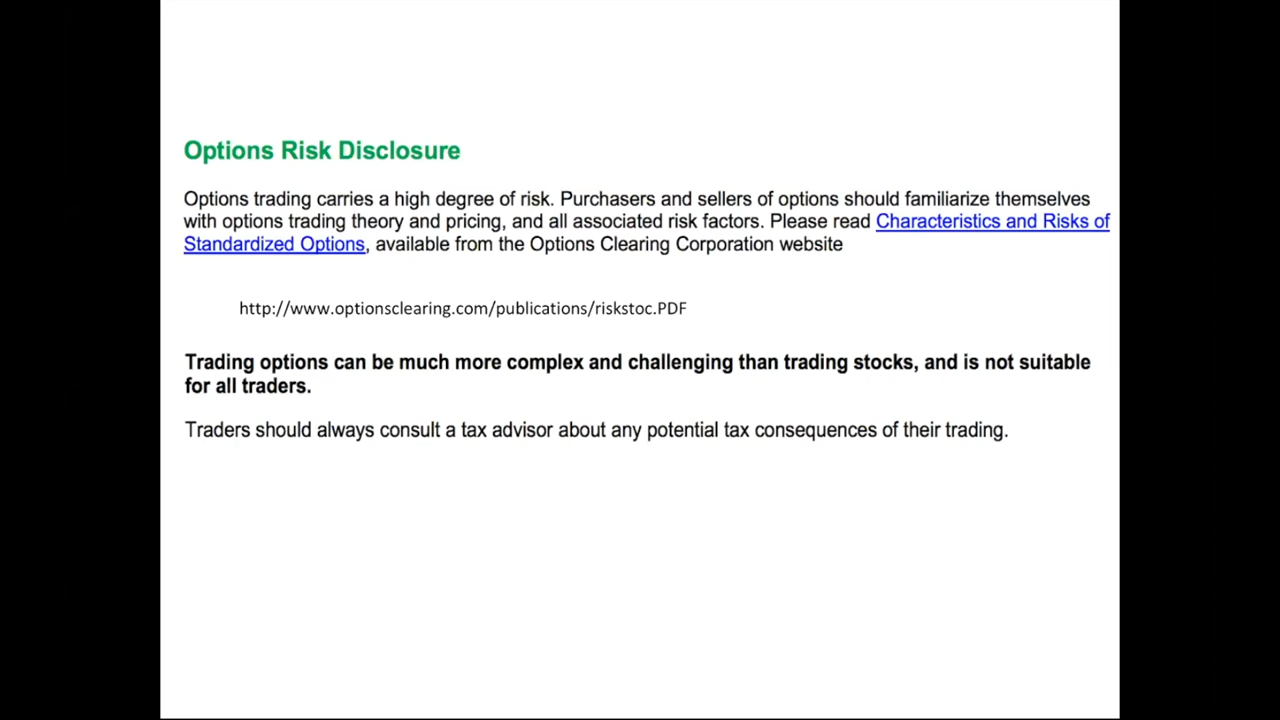 Options Risk Disclosure
Options trading carries a high degree of risk. Purchasers and sellers of options should familiarize themselves
with options trading theory and pricing, and all associated risk factors. Please read Characteristics and Risks of
Standardized Options, available from the Options Clearing Corporation website
http://www.optionsclearing.com/publications/riskstoc.PDF
Trading options can be much more complex and challenging than trading stocks, and is not suitable
for all traders.
Traders should always consult a tax advisor about any potential tax consequences of their trading.